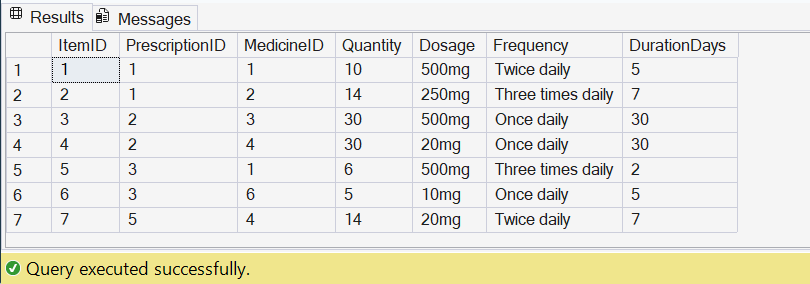 Results Messages
ItemID PrescriptionID MedicineID Quantity Dosage Frequency DurationDays
1 1 1 1 10 500mg Twice daily 5
2 2 1 2 14 250mg Three times daily 7
3 3 2 3 30 500mg Once daily 30
4 4 2 4 30 20mg Once daily 30
5 5 3 1 6 500mg Three times daily 2
6 6 3 6 5 10mg Once daily 5
7 7 5 4 14 20mg Twice daily 7
Query executed successfully.